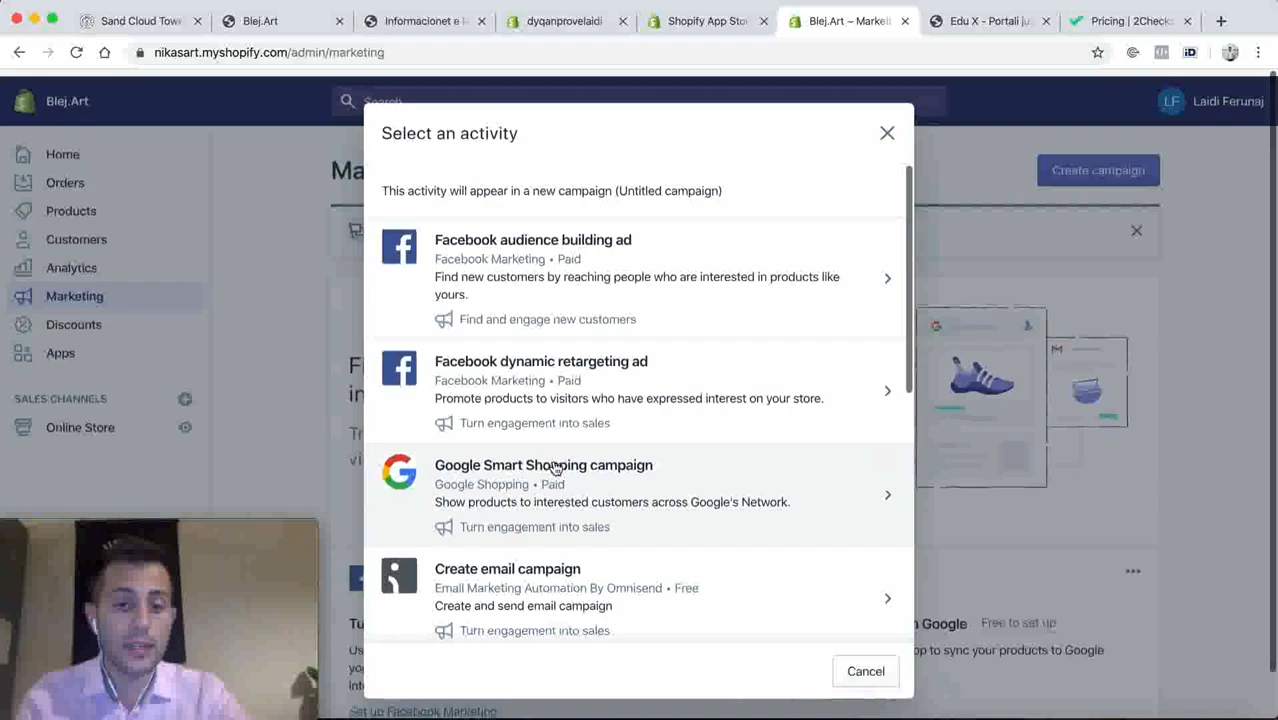 Sand Cloud Towe
Blej.Art
Informacionet e
dyqanprovelaidi
Shopify App Sto
Blej.Art ~ Market
Edu X - Portali ju
Pricing | 2Check
nikasart.myshopify.com/admin/marketing
Blej.Art
Search
LF
Laidi Ferunaj
Home
Orders
Products
Customers
Analytics
Marketing
Discounts
Apps
SALES CHANNELS
Online Store
Ma
Create campaign
Select an activity
This activity will appear in a new campaign (Untitled campaign)
Facebook audience building ad
Facebook Marketing • Paid
Find new customers by reaching people who are interested in products like
yours.
Find and engage new customers
Facebook dynamic retargeting ad
Facebook Marketing • Paid
Promote products to visitors who have expressed interest on your store.
Turn engagement into sales
Google Smart Shopping campaign
Google Shopping • Paid
Show products to interested customers across Google's Network.
Turn engagement into sales
Create email campaign
Email Marketing Automation By Omnisend • Free
Create and send email campaign
Turn engagement into sales
Cancel
Google
Free to set up
pp to sync your products to Google
Set up Facebook Marketing